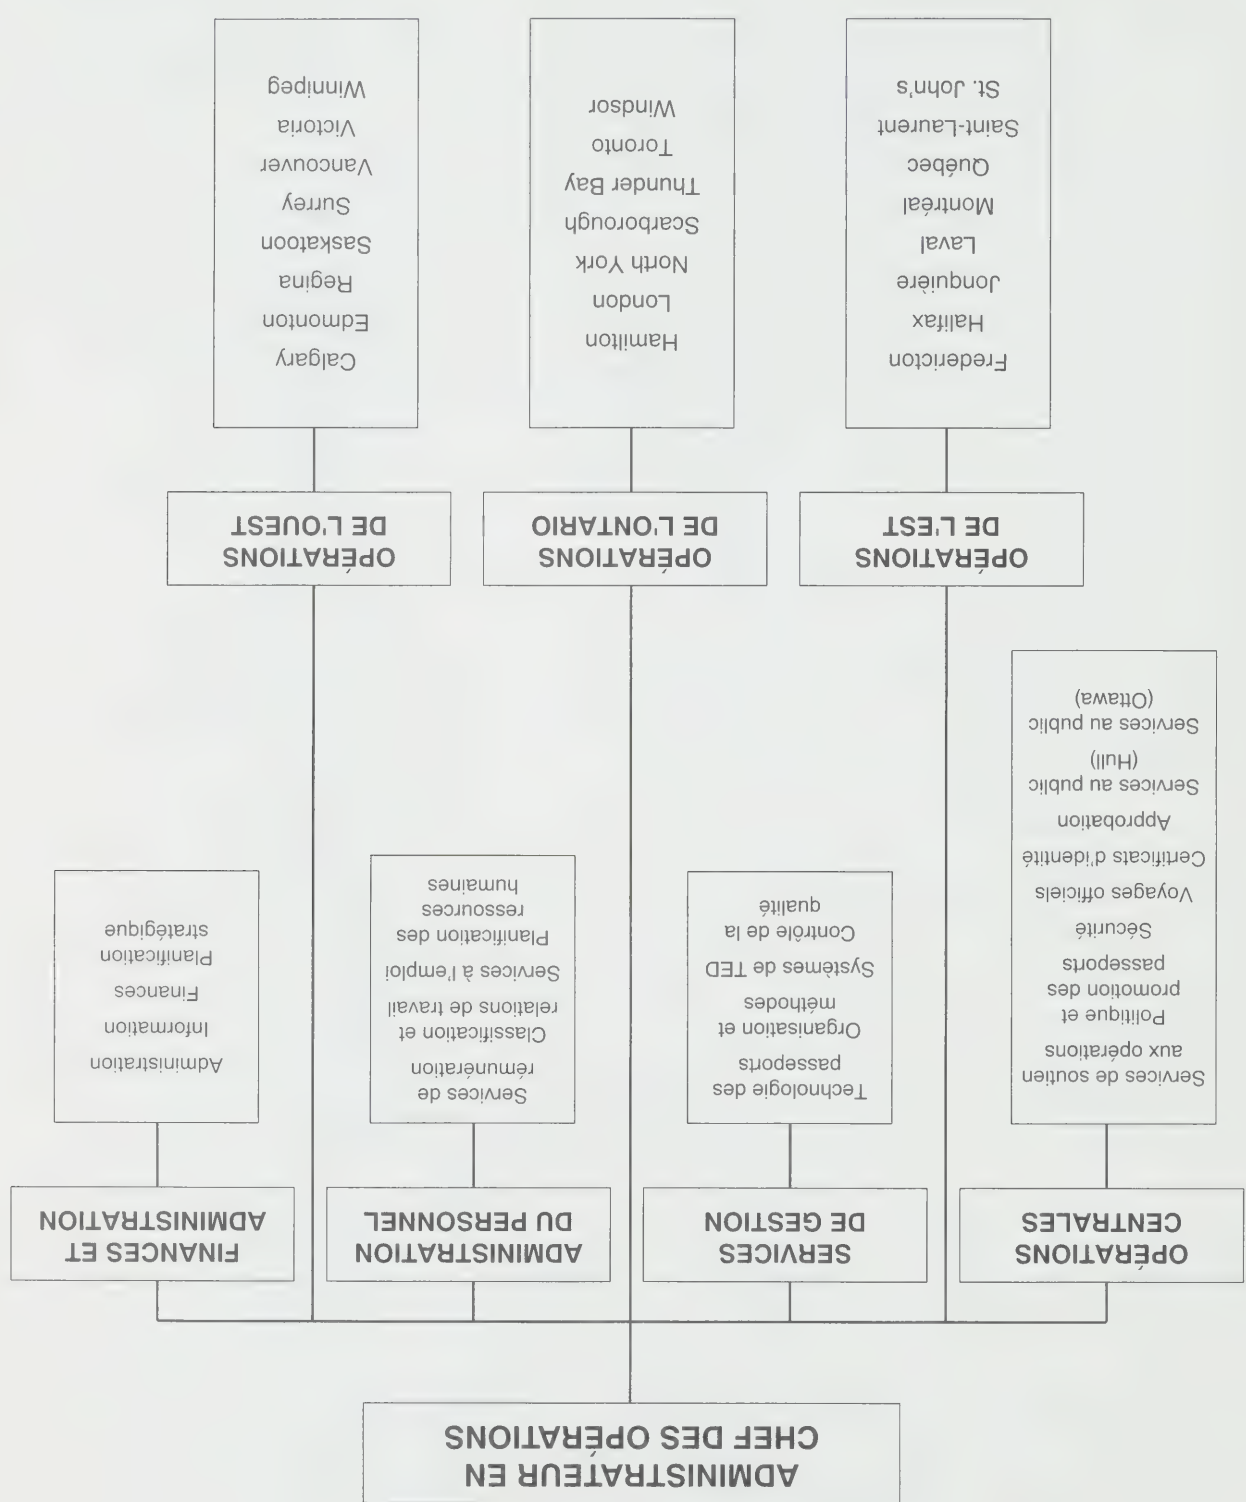 ADMINISTRATEUR EN
CHEF DES OPÉRATIONS
OPÉRATIONS
CENTRALES
Services de soutien
aux opérations
Politique et
promotion des
passeports
Sécurité
Voyages officiels
Certificats d'identité
Approbation
Services au public
(Hull)
Services au public
(Ottawa)
SERVICES
DE GESTION
Technologie des
passeports
Organisation et
méthodes
Systèmes de TED
Contrôle de la
qualité
ADMINISTRATION
DU PERSONNEL
Services de
rémunération
Classification et
relations de travail
Services à l'emploi
Planification des
ressources
humaines
FINANCES ET
ADMINISTRATION
Administration
Information
Finances
Planification
stratégique
OPÉRATIONS
DE L'EST
Fredericton
Halifax
Jonquière
Laval
Montréal
Québec
Saint-Laurent
St. John's
OPÉRATIONS
DE L'ONTARIO
Hamilton
London
North York
Scarborough
Thunder Bay
Toronto
Windsor
OPÉRATIONS
DE L'OUEST
Calgary
Edmonton
Regina
Saskatoon
Surrey
Vancouver
Victoria
Winnipeg